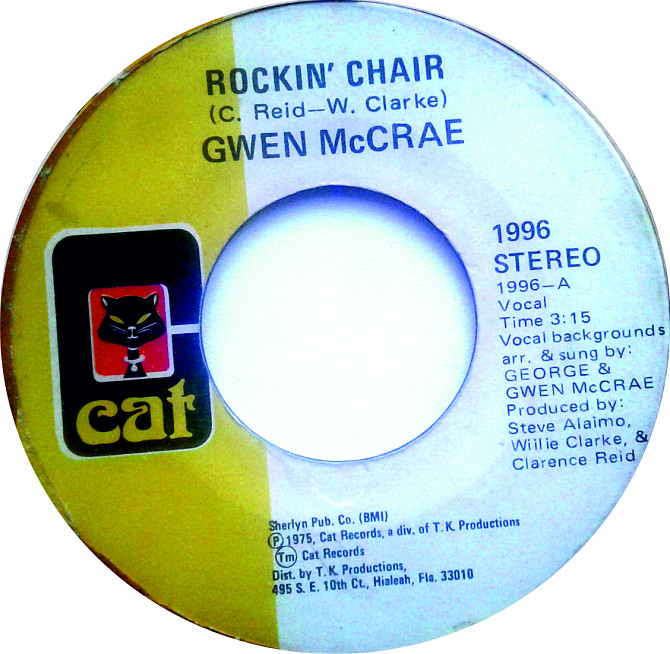 ROCKIN' CHAIR
(C. Reid—W. Clarke)
GWEN McCRAE
cat
1996
STEREO
1996—A
Vocal
Time 3:15
Vocal backgrounds
arr. & sung by:
GEORGE &
GWEN McCRAE
Produced by:
Steve Alaimo,
Willie Clarke, &
Clarence Reid
Sherlyn Pub. Co. (BMI)
Ⓟ 1975, Cat Records, a div. of T. K. Productions
Tm Cat Records
Dist. by T. K. Productions,
495 S. E. 10th Ct., Hialeah, Fla. 33010